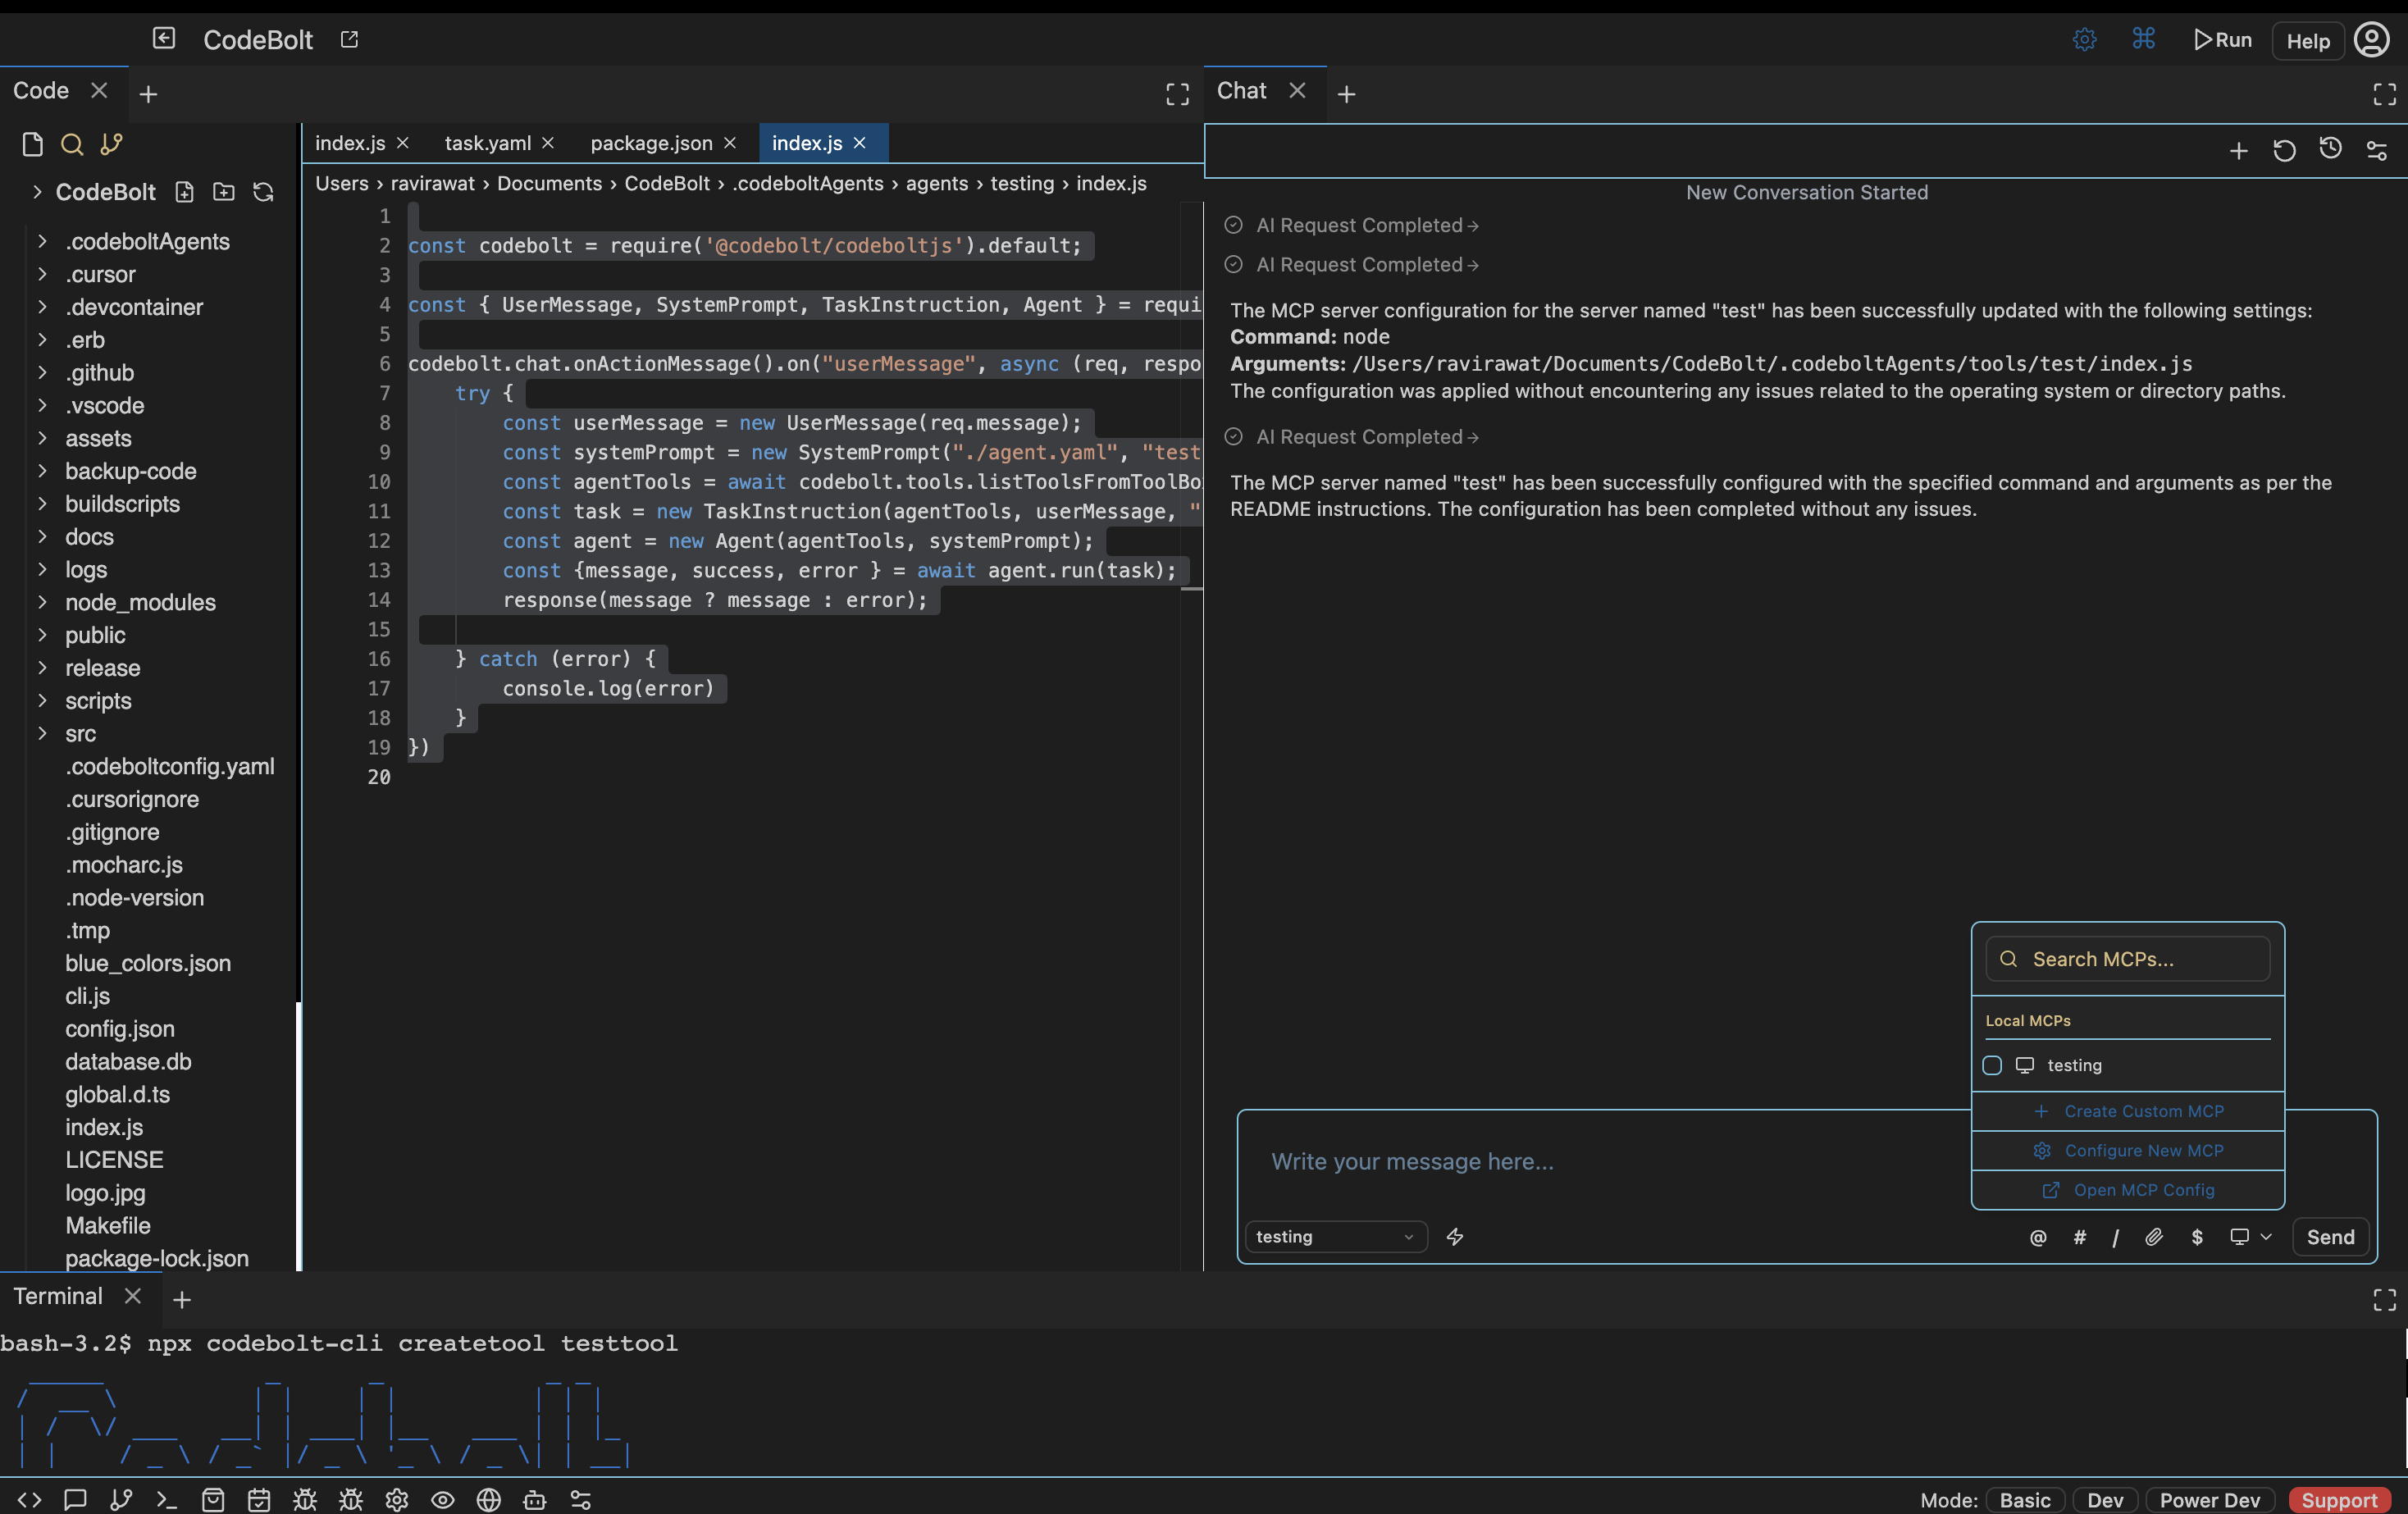 CodeBolt
Run
Help
Code
index.js
task.yaml
package.json
index.js
CodeBolt
.codeboltAgents
.cursor
.devcontainer
.erb
.github
.vscode
assets
backup-code
buildscripts
docs
logs
node_modules
public
release
scripts
src
.codeboltconfig.yaml
.cursorignore
.gitignore
.mocharc.js
.node-version
.tmp
blue_colors.json
cli.js
config.json
database.db
global.d.ts
index.js
LICENSE
logo.jpg
Makefile
package-lock.json
Users › ravirawat › Documents › CodeBolt › .codeboltAgents › agents › testing › index.js
1
2 const codebolt = require('@codebolt/codeboltjs').default;
3
4 const { UserMessage, SystemPrompt, TaskInstruction, Agent } = requi
5
6 codebolt.chat.onActionMessage().on("userMessage", async (req, respo
7     try {
8         const userMessage = new UserMessage(req.message);
9         const systemPrompt = new SystemPrompt("./agent.yaml", "test
10         const agentTools = await codebolt.tools.listToolsFromToolBo
11         const task = new TaskInstruction(agentTools, userMessage, "
12         const agent = new Agent(agentTools, systemPrompt);
13         const {message, success, error } = await agent.run(task);
14         response(message ? message : error);
15
16     } catch (error) {
17         console.log(error)
18     }
19 })
20
Chat
New Conversation Started
AI Request Completed →
AI Request Completed →
The MCP server configuration for the server named "test" has been successfully updated with the following settings:
Command: node
Arguments: /Users/ravirawat/Documents/CodeBolt/.codeboltAgents/tools/test/index.js
The configuration was applied without encountering any issues related to the operating system or directory paths.
AI Request Completed →
The MCP server named "test" has been successfully configured with the specified command and arguments as per the
README instructions. The configuration has been completed without any issues.
Search MCPs...
Local MCPs
testing
Create Custom MCP
Configure New MCP
Open MCP Config
Write your message here...
testing
@ # / $
Send
Terminal
bash-3.2$ npx codebolt-cli createtool testtool
Mode: Basic Dev Power Dev Support